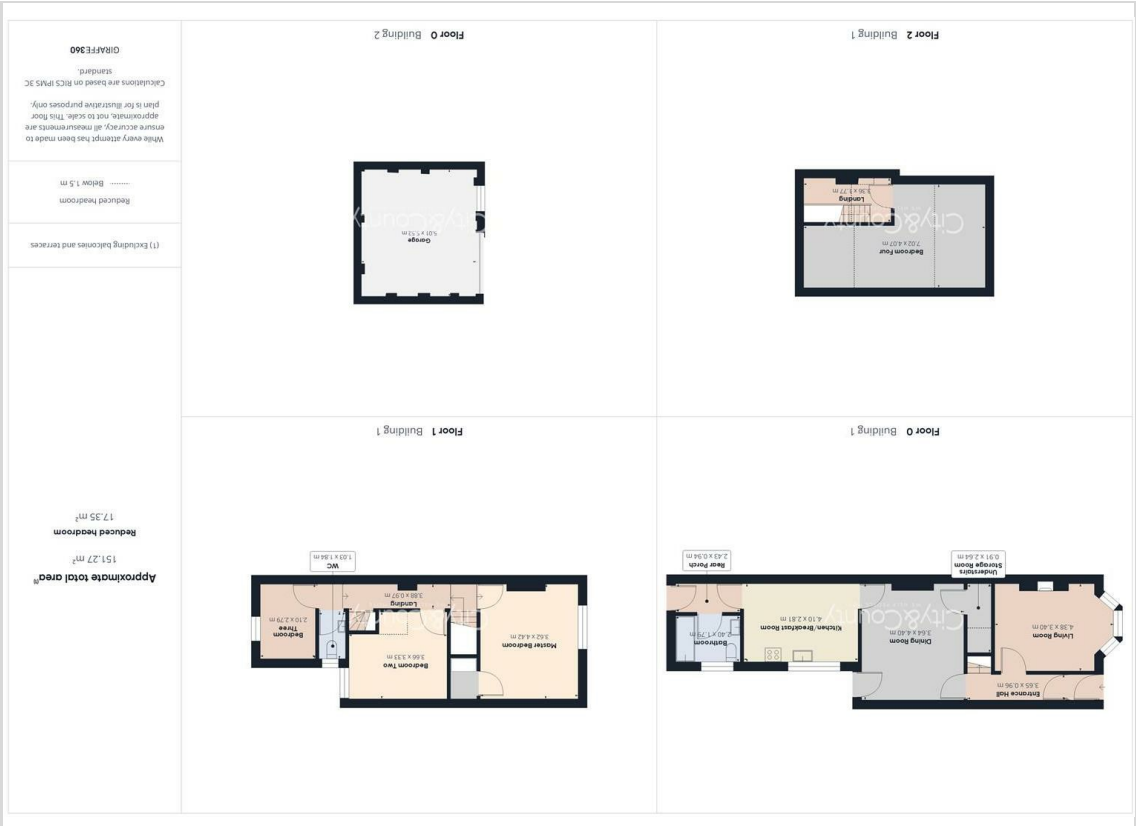 Floor 0 Building 1
Living Room
4.38 x 3.40 m
Entrance Hall
3.65 x 0.96 m
Understairs
Storage Room
0.91 x 2.64 m
Dining Room
3.64 x 4.40 m
Kitchen/Breakfast Room
4.10 x 2.81 m
Bathroom
2.40 x 1.79 m
Rear Porch
2.43 x 0.94 m
City&County
Floor 1 Building 1
Master Bedroom
3.62 x 4.42 m
Bedroom Two
3.66 x 3.33 m
Landing
3.88 x 0.97 m
WC
1.03 x 1.84 m
Bedroom
Three
2.10 x 2.79 m
City&County
Floor 2 Building 1
Bedroom Four
7.02 x 4.07 m
Landing
3.36 x 1.77 m
City&County
Floor 0 Building 2
Garage
5.01 x 5.53 m
City&County
Approximate total area(1)
151.27 m²
Reduced headroom
17.35 m²
(1) Excluding balconies and terraces
Reduced headroom
Below 1.5 m
While every attempt has been made to
ensure accuracy, all measurements are
approximate, not to scale. This floor
plan is for illustrative purposes only.
Calculations are based on RICS IPMS 3C
standard.
GIRAFFE360